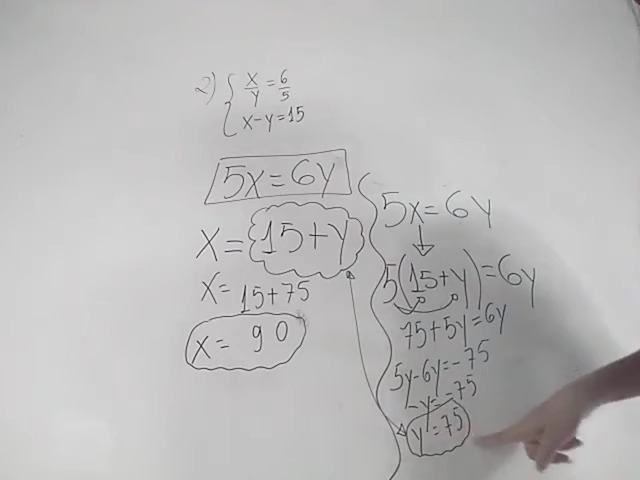 2) { x/y = 6/5
x-y=15
5x=6y
x=15+y
x=15+75
x= 90
5x=6y
5(15+y)=6y
75+5y=6y
5y-6y=-75
-y=-75
y=75